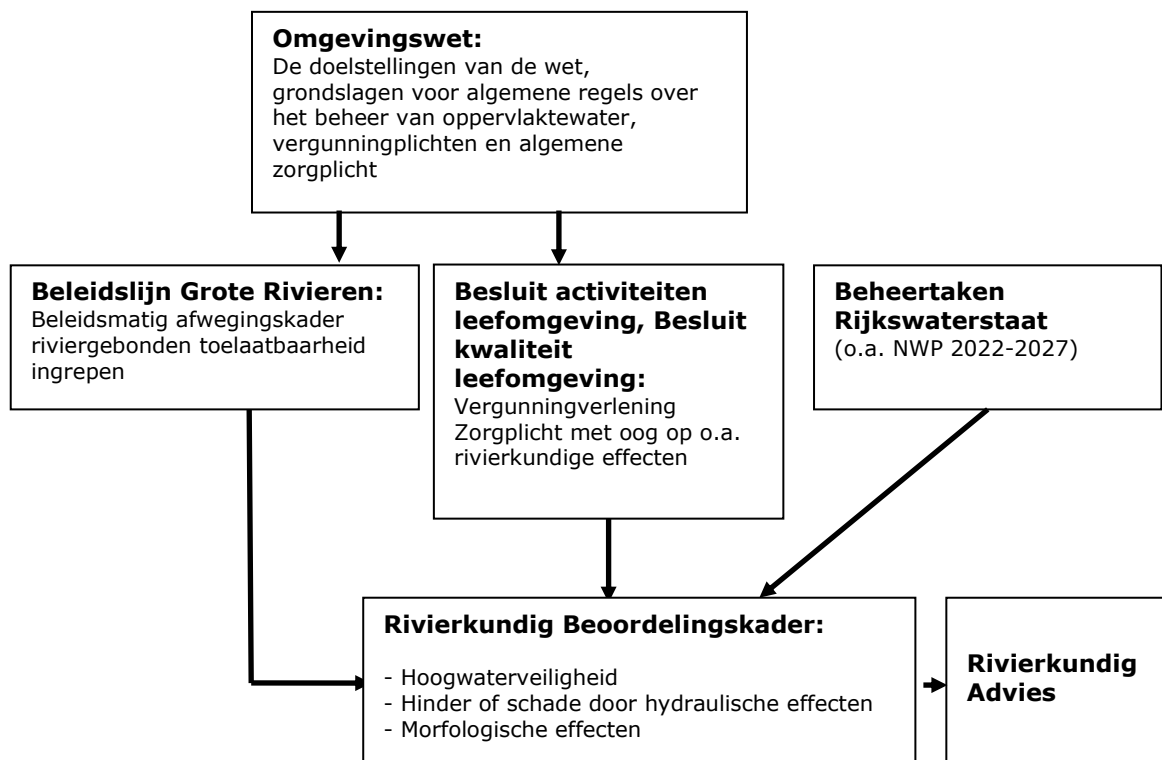 Omgevingswet:
De doelstellingen van de wet,
grondslagen voor algemene regels over
het beheer van oppervlaktewater,
vergunningplichten en algemene
zorgplicht
Beleidslijn Grote Rivieren:
Beleidsmatig afwegingskader
riviergebonden toelaatbaarheid
ingrepen
Besluit activiteiten
leefomgeving, Besluit
kwaliteit
leefomgeving:
Vergunningverlening
Zorgplicht met oog op o.a.
rivierkundige effecten
Beheertaken
Rijkswaterstaat
(o.a. NWP 2022-2027)
Rivierkundig Beoordelingskader:
- Hoogwaterveiligheid
- Hinder of schade door hydraulische effecten
- Morfologische effecten
Rivierkundig
Advies